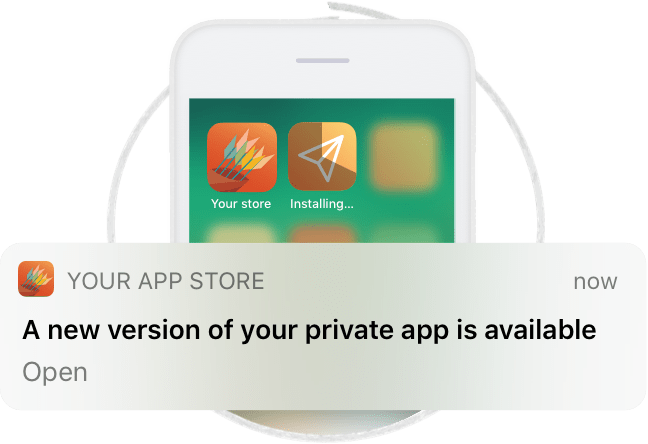 Your store
Installing...
YOUR APP STORE
now
A new version of your private app is available
Open